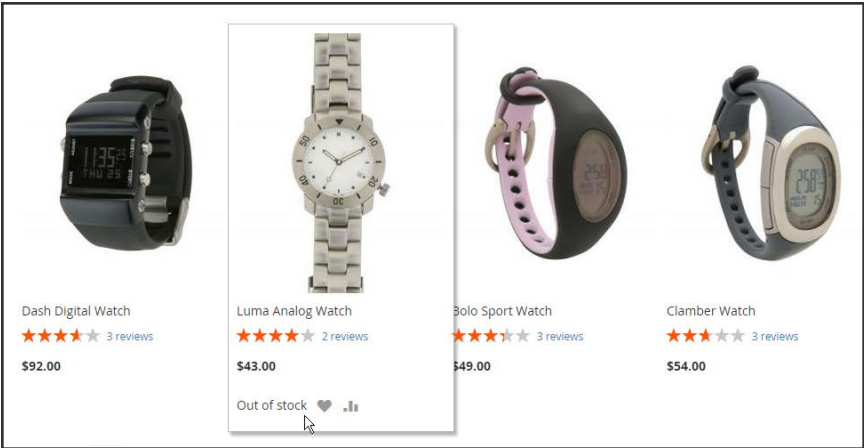 Dash Digital Watch
3 reviews
$92.00
Luma Analog Watch
2 reviews
$43.00
Out of stock
Bolo Sport Watch
3 reviews
$49.00
Clamber Watch
3 reviews
$54.00